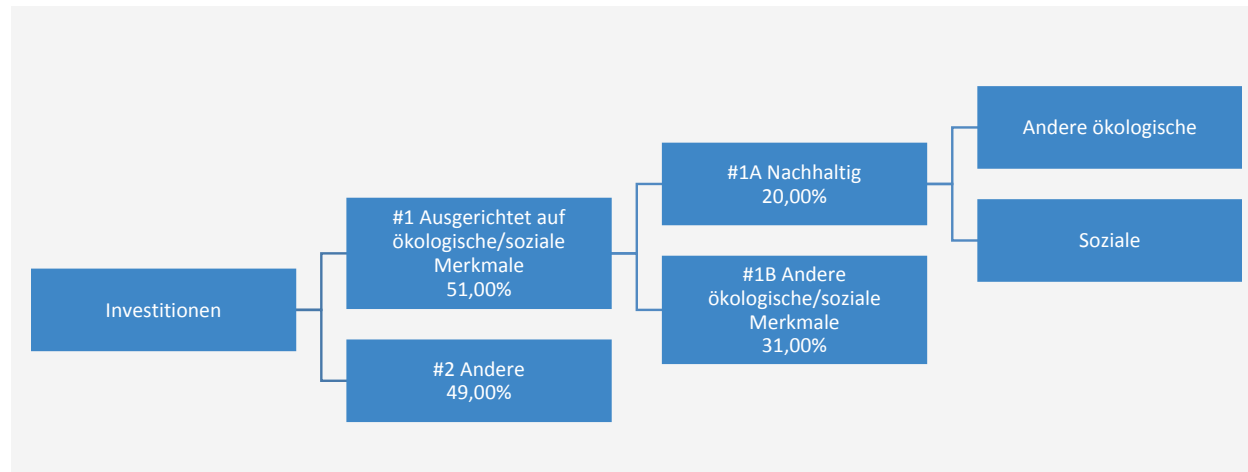 Investitionen
#1 Ausgerichtet auf
ökologische/soziale
Merkmale
51,00%
#2 Andere
49,00%
#1A Nachhaltig
20,00%
#1B Andere
ökologische/soziale
Merkmale
31,00%
Andere ökologische
Soziale